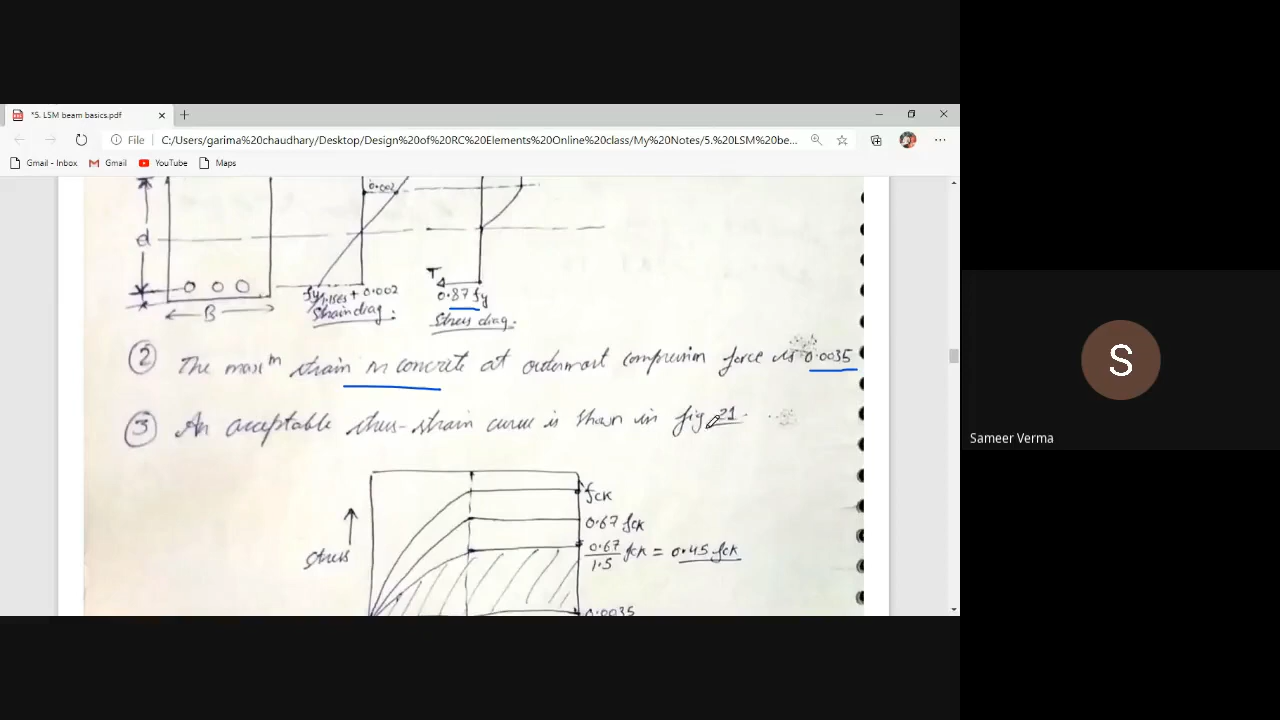 *5. LSM beam basics.pdf
File C:/Users/garima%20chaudhary/Desktop/Design%20of%20RC%20Elements%20Online%20class/My%20Notes/5.%20LSM%20be...
Gmail - Inbox Gmail YouTube Maps
0.002
d
T
fy/1.15Es + 0.002
0.87 fy
B
Strain diag.
Stress diag.
② The maxᵐ strain in concrete at outermost compression force is 0.0035
③ An acceptable stress-strain curve is shown in fig 21.
fck
0.67 fck
Stress
0.67/1.5 fck = 0.45 fck
0.0035
S
Sameer Verma